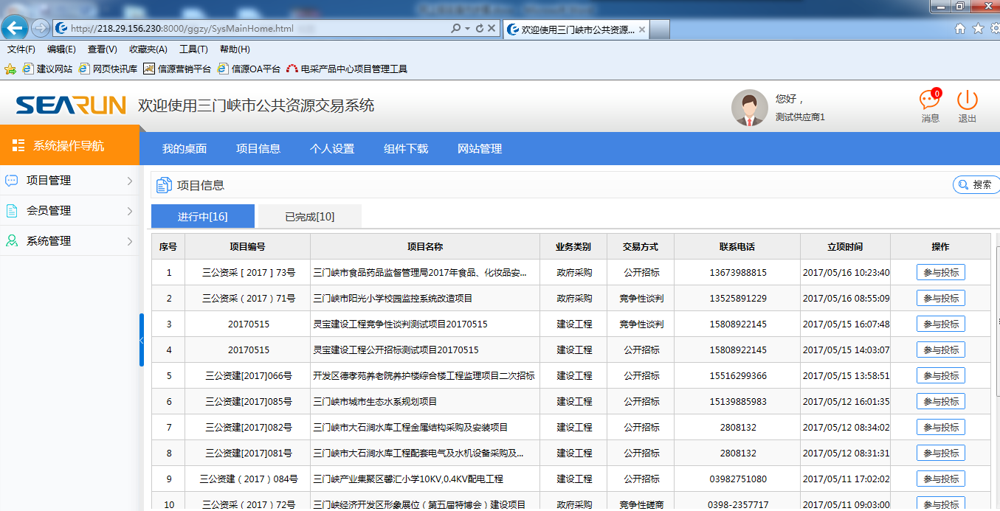 http://218.29.156.230:8000/ggzy/SysMainHome.html
欢迎使用三门峡市公共资源...
文件(F) 编辑(E) 查看(V) 收藏夹(A) 工具(T) 帮助(H)
建议网站 网页快讯库 信源营销平台 信源OA平台 电采产品中心项目管理工具
SEARUN 欢迎使用三门峡市公共资源交易系统
您好，
测试供应商1
0
消息 退出
系统操作导航
我的桌面 项目信息 个人设置 组件下载 网站管理
项目管理
会员管理
系统管理
项目信息
搜索
进行中[16] 已完成[10]
序号 项目编号 项目名称 业务类别 交易方式 联系电话 立项时间 操作
1 三公资采［2017］73号 三门峡市食品药品监督管理局2017年食品、化妆品安... 政府采购 公开招标 13673988815 2017/05/16 10:23:40 参与投标
2 三公资采（2017）71号 三门峡市阳光小学校园监控系统改造项目 政府采购 竞争性谈判 13525891229 2017/05/16 08:55:09 参与投标
3 20170515 灵宝建设工程竞争性谈判测试项目20170515 建设工程 竞争性谈判 15808922145 2017/05/15 16:07:48 参与投标
4 20170515 灵宝建设工程公开招标测试项目20170515 建设工程 公开招标 15808922145 2017/05/15 14:03:07 参与投标
5 三公资建[2017]066号 开发区德孝苑养老院养护楼综合楼工程监理项目二次招标 建设工程 公开招标 15516299366 2017/05/15 13:58:51 参与投标
6 三公资建[2017]085号 三门峡市城市生态水系规划项目 建设工程 公开招标 15139885983 2017/05/12 16:01:35 参与投标
7 三公资建[2017]082号 三门峡市大石涧水库工程金属结构采购及安装项目 建设工程 公开招标 2808132 2017/05/12 08:34:02 参与投标
8 三公资建[2017]081号 三门峡市大石涧水库工程配套电气及水机设备采购及... 建设工程 公开招标 2808132 2017/05/12 08:31:31 参与投标
9 三公资建（2017）084号 三门峡产业集聚区馨汇小学10KV,0.4KV配电工程 建设工程 公开招标 03982751080 2017/05/11 17:02:02 参与投标
10 三公资采（2017）72号 三门峡经济开发区形象展位（第五届特博会）建设项目 政府采购 竞争性磋商 0398-2357717 2017/05/11 09:03:00 参与投标